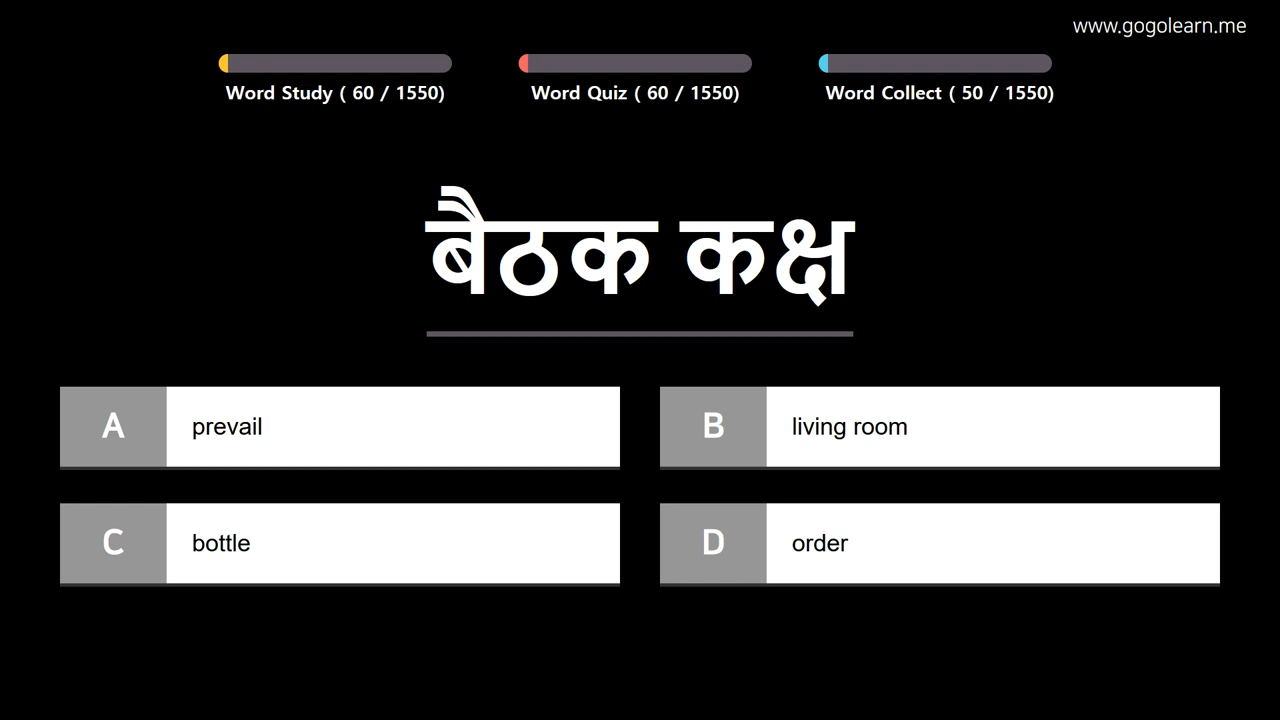 www.gogolearn.me
Word Study ( 60 / 1550)
Word Quiz ( 60 / 1550)
Word Collect ( 50 / 1550)
बैठक कक्ष
A prevail
B living room
C bottle
D order